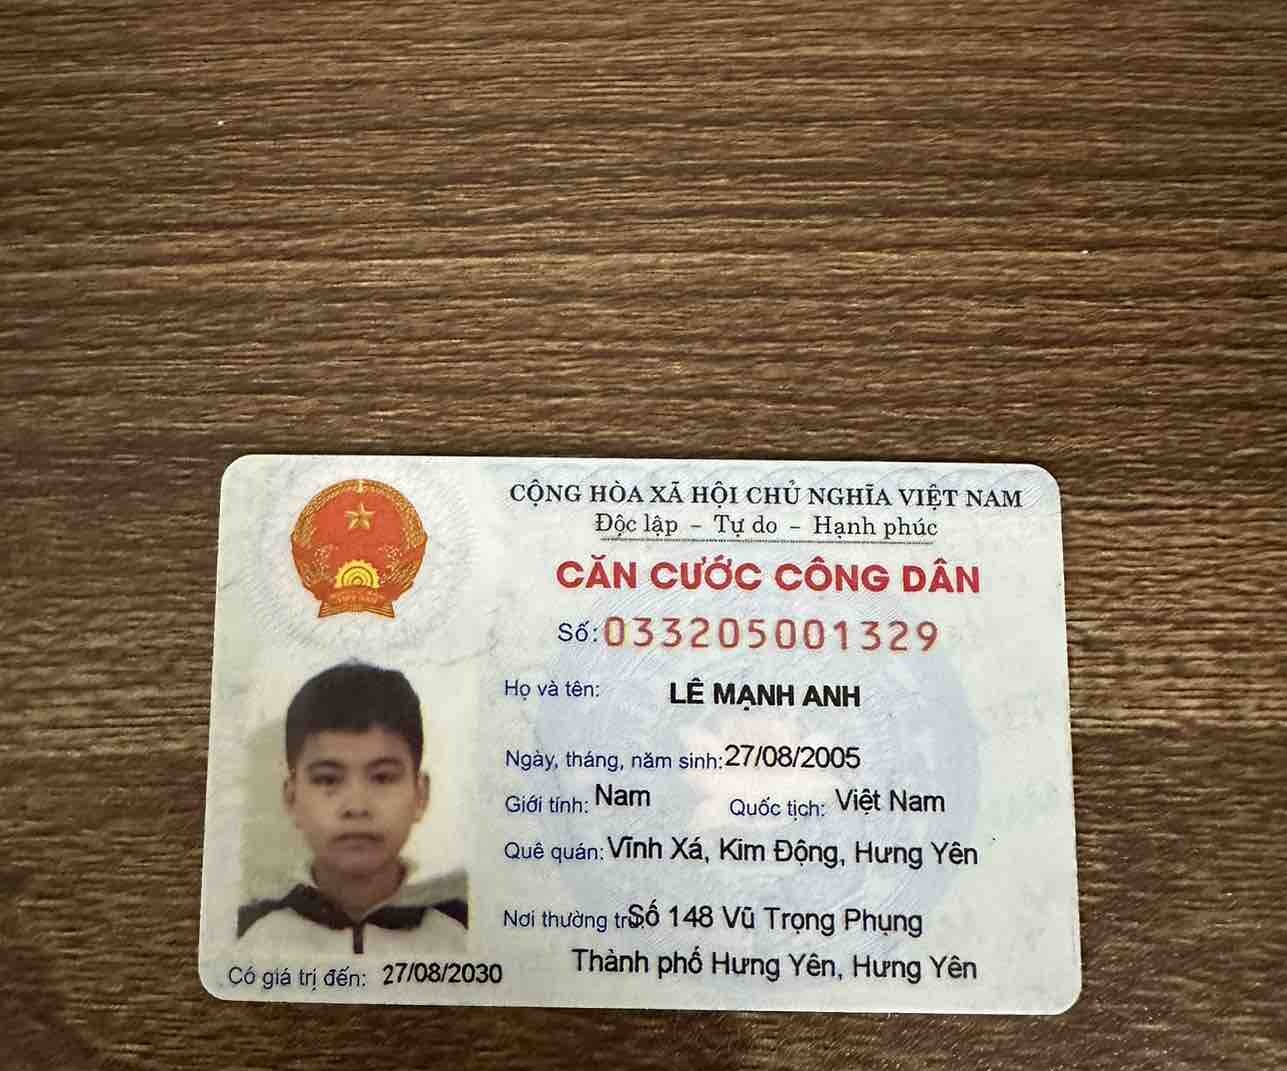 CỘNG HÒA XÃ HỘI CHỦ NGHĨA VIỆT NAM
Độc lập - Tự do - Hạnh phúc
CĂN CƯỚC CÔNG DÂN
Số: 033205001329
Họ và tên: LÊ MẠNH ANH
Ngày, tháng, năm sinh: 27/08/2005
Giới tính: Nam Quốc tịch: Việt Nam
Quê quán: Vĩnh Xá, Kim Động, Hưng Yên
Nơi thường trú: Số 148 Vũ Trọng Phụng
Thành phố Hưng Yên, Hưng Yên
Có giá trị đến: 27/08/2030